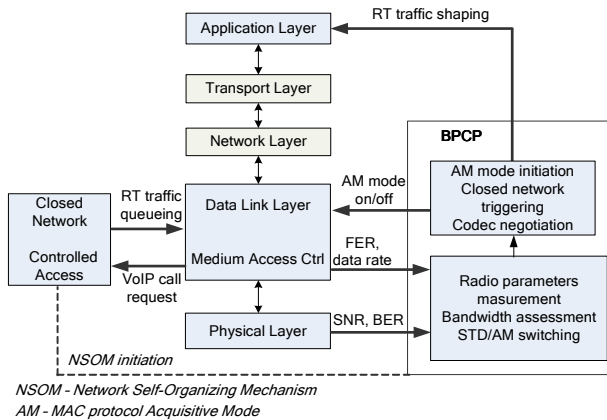 RT traffic shaping
Application Layer
Transport Layer
Network Layer
BPCP
AM mode initiation
Closed network
triggering
Codec negotiation
AM mode
on/off
Data Link Layer
Medium Access Ctrl
RT traffic
queueing
Closed
Network
Controlled
Access
VoIP call
request
FER,
data rate
Radio parameters
masurement
Bandwidth assessment
STD/AM switching
Physical Layer
SNR, BER
NSOM initiation
NSOM - Network Self-Organizing Mechanism
AM - MAC protocol Acquisitive Mode